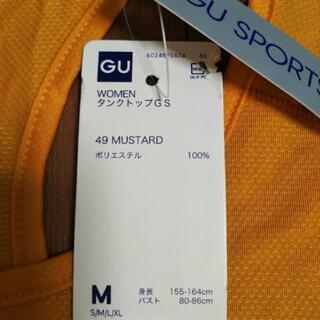 GU SPORTS
GU
WOMEN
タンクトップGS
49 MUSTARD
ポリエステル 100%
M
S/M/L/XL
身長 155-164cm
バスト 80-86cm